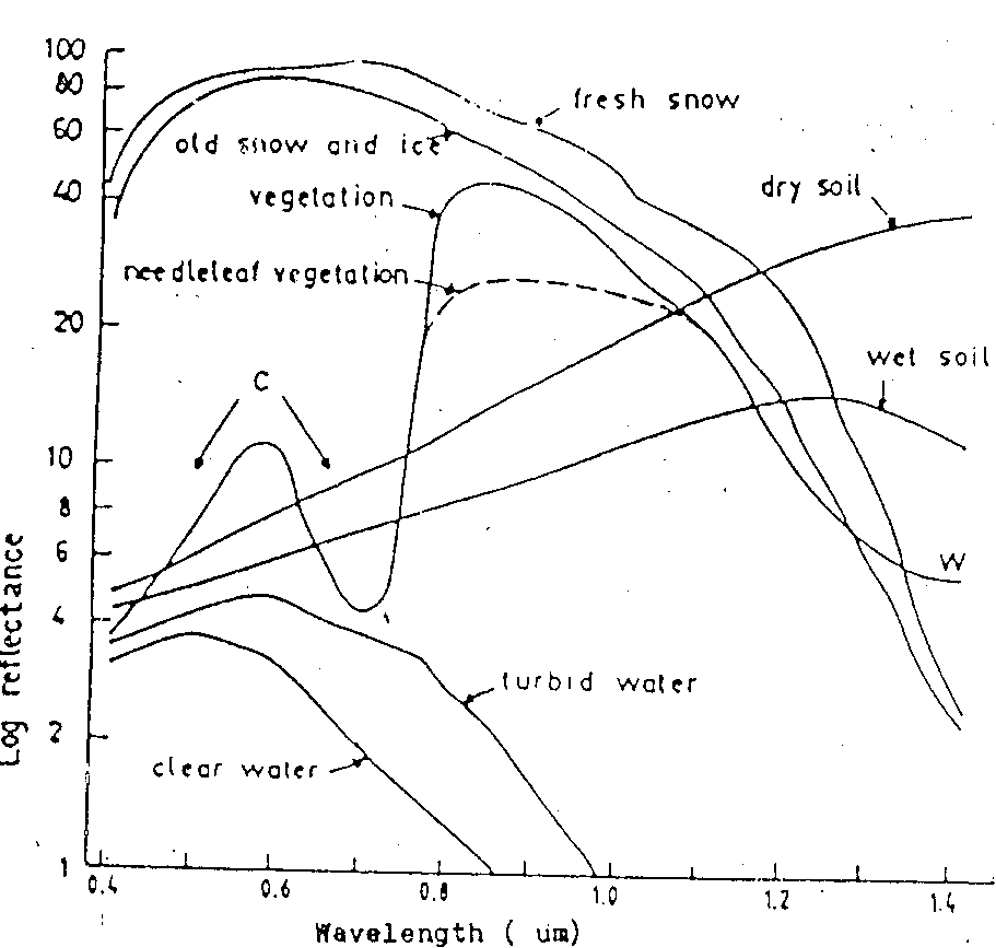 100
80
60
40
20
10
8
6
4
2
1
Log reflectance
fresh snow
old snow and ice
dry soil
vegetation
needleleaf vegetation
wet soil
C
W
turbid water
clear water
0.4 0.6 0.8 1.0 1.2 1.4
Wavelength ( um)